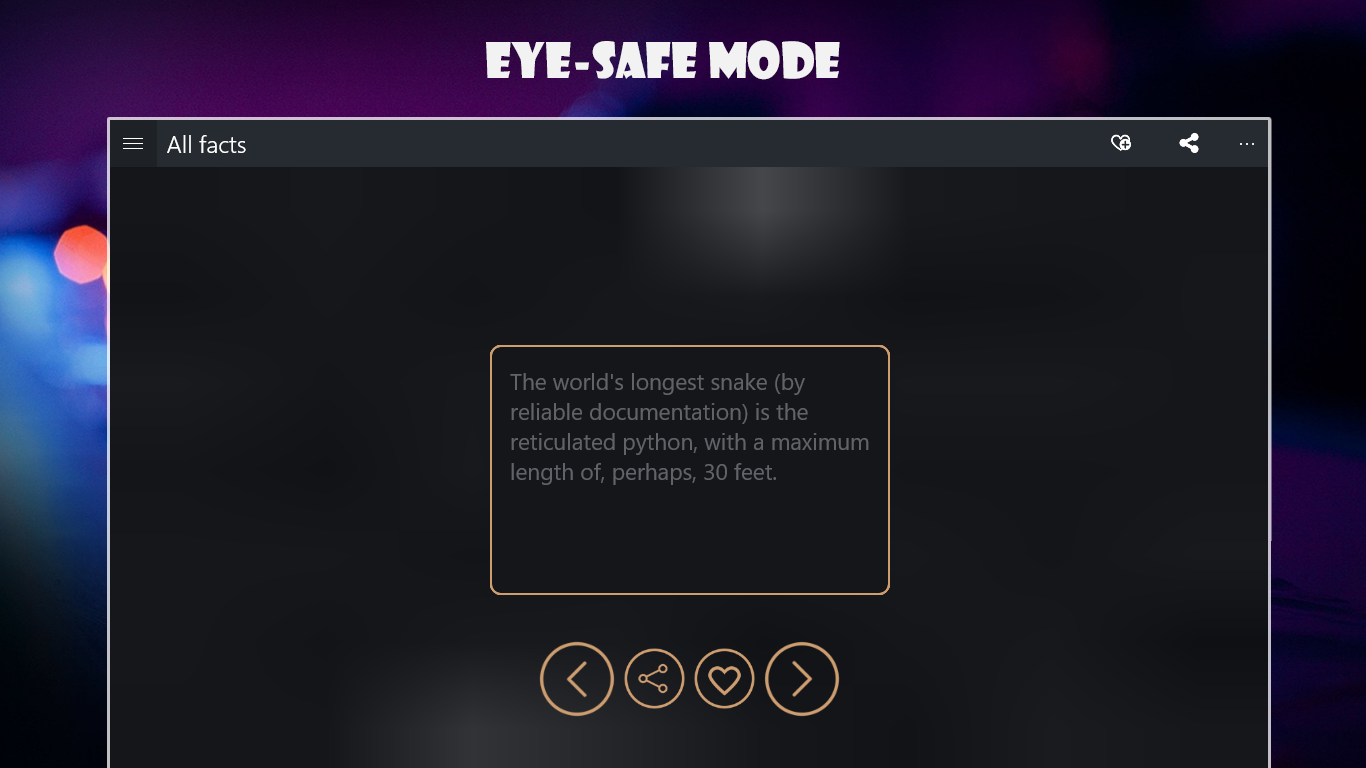 EYE-SAFE MODE
All facts
The world's longest snake (by
reliable documentation) is the
reticulated python, with a maximum
length of, perhaps, 30 feet.